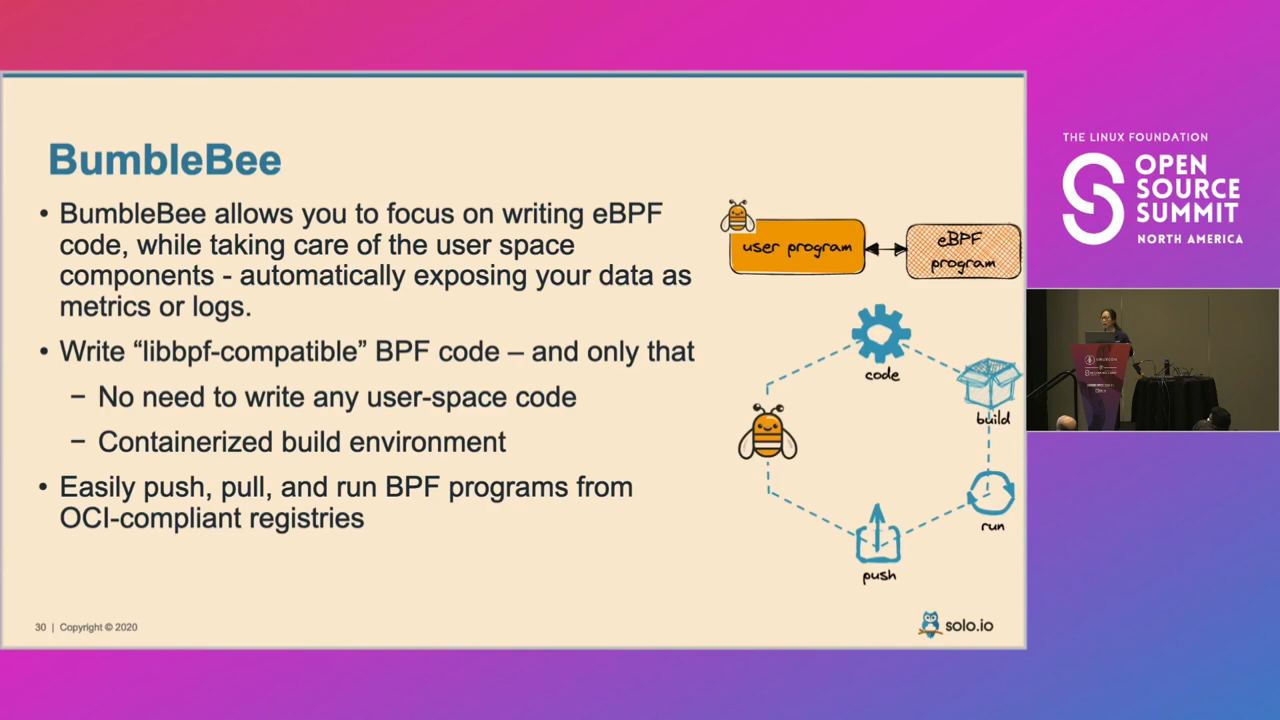 BumbleBee
• BumbleBee allows you to focus on writing eBPF
code, while taking care of the user space
components - automatically exposing your data as
metrics or logs.
• Write “libbpf-compatible” BPF code – and only that
− No need to write any user-space code
− Containerized build environment
• Easily push, pull, and run BPF programs from
OCI-compliant registries
user program
eBPF
program
code
build
run
push
30 | Copyright © 2020
solo.io
THE LINUX FOUNDATION
OPEN
SOURCE
SUMMIT
NORTH AMERICA